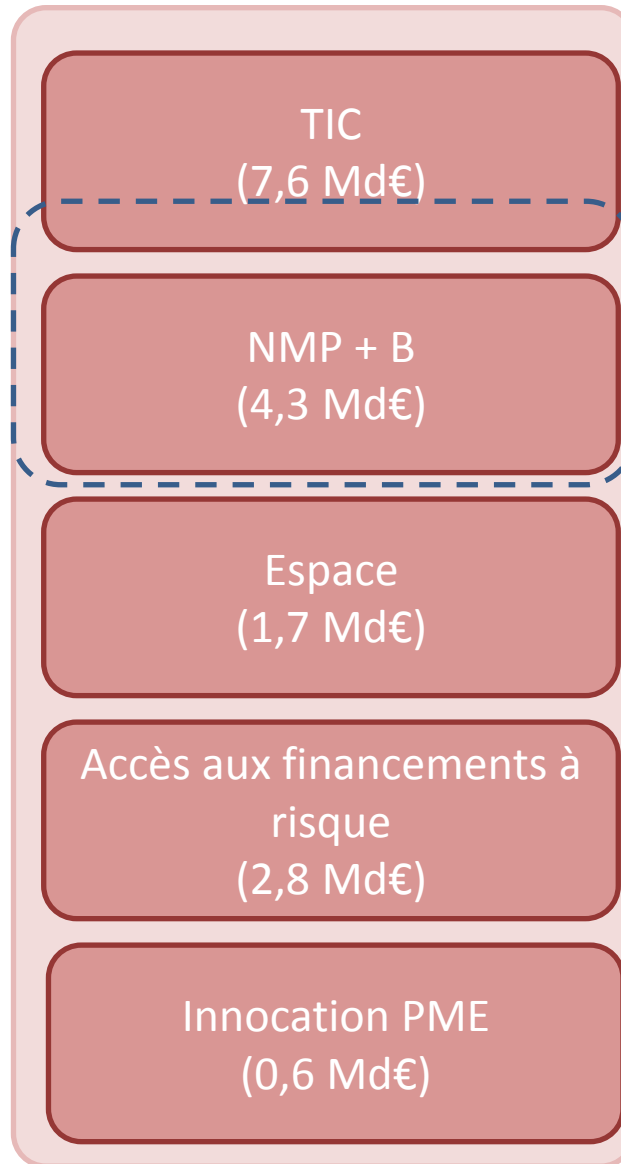 TIC
(7,6 Md€)
NMP + B
(4,3 Md€)
Espace
(1,7 Md€)
Accès aux financements à
risque
(2,8 Md€)
Innocation PME
(0,6 Md€)